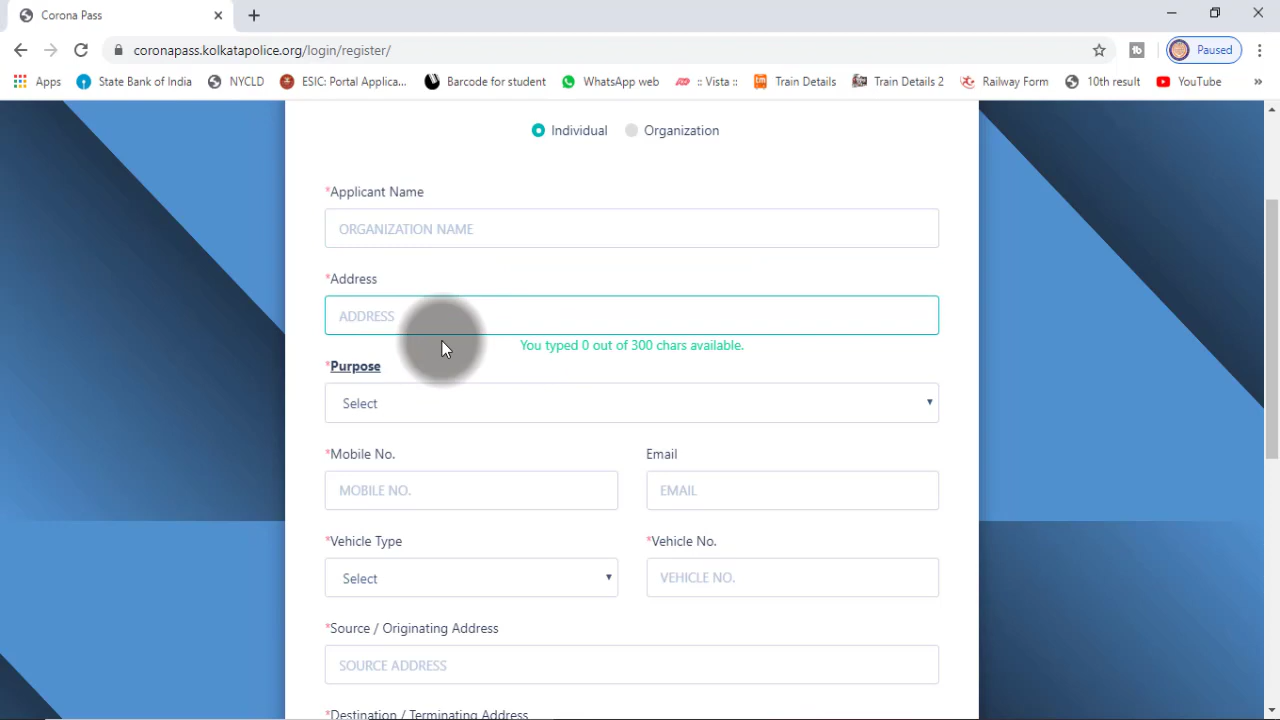 Corona Pass
coronapass.kolkatapolice.org/login/register/
Paused
Apps State Bank of India NYCLD ESIC: Portal Applica... Barcode for student WhatsApp web :: Vista :: Train Details Train Details 2 Railway Form 10th result YouTube »
Individual Organization
*Applicant Name
ORGANIZATION NAME
*Address
ADDRESS
You typed 0 out of 300 chars available.
*Purpose
Select
*Mobile No. Email
MOBILE NO. EMAIL
*Vehicle Type *Vehicle No.
Select VEHICLE NO.
*Source / Originating Address
SOURCE ADDRESS
*Destination / Terminating Address